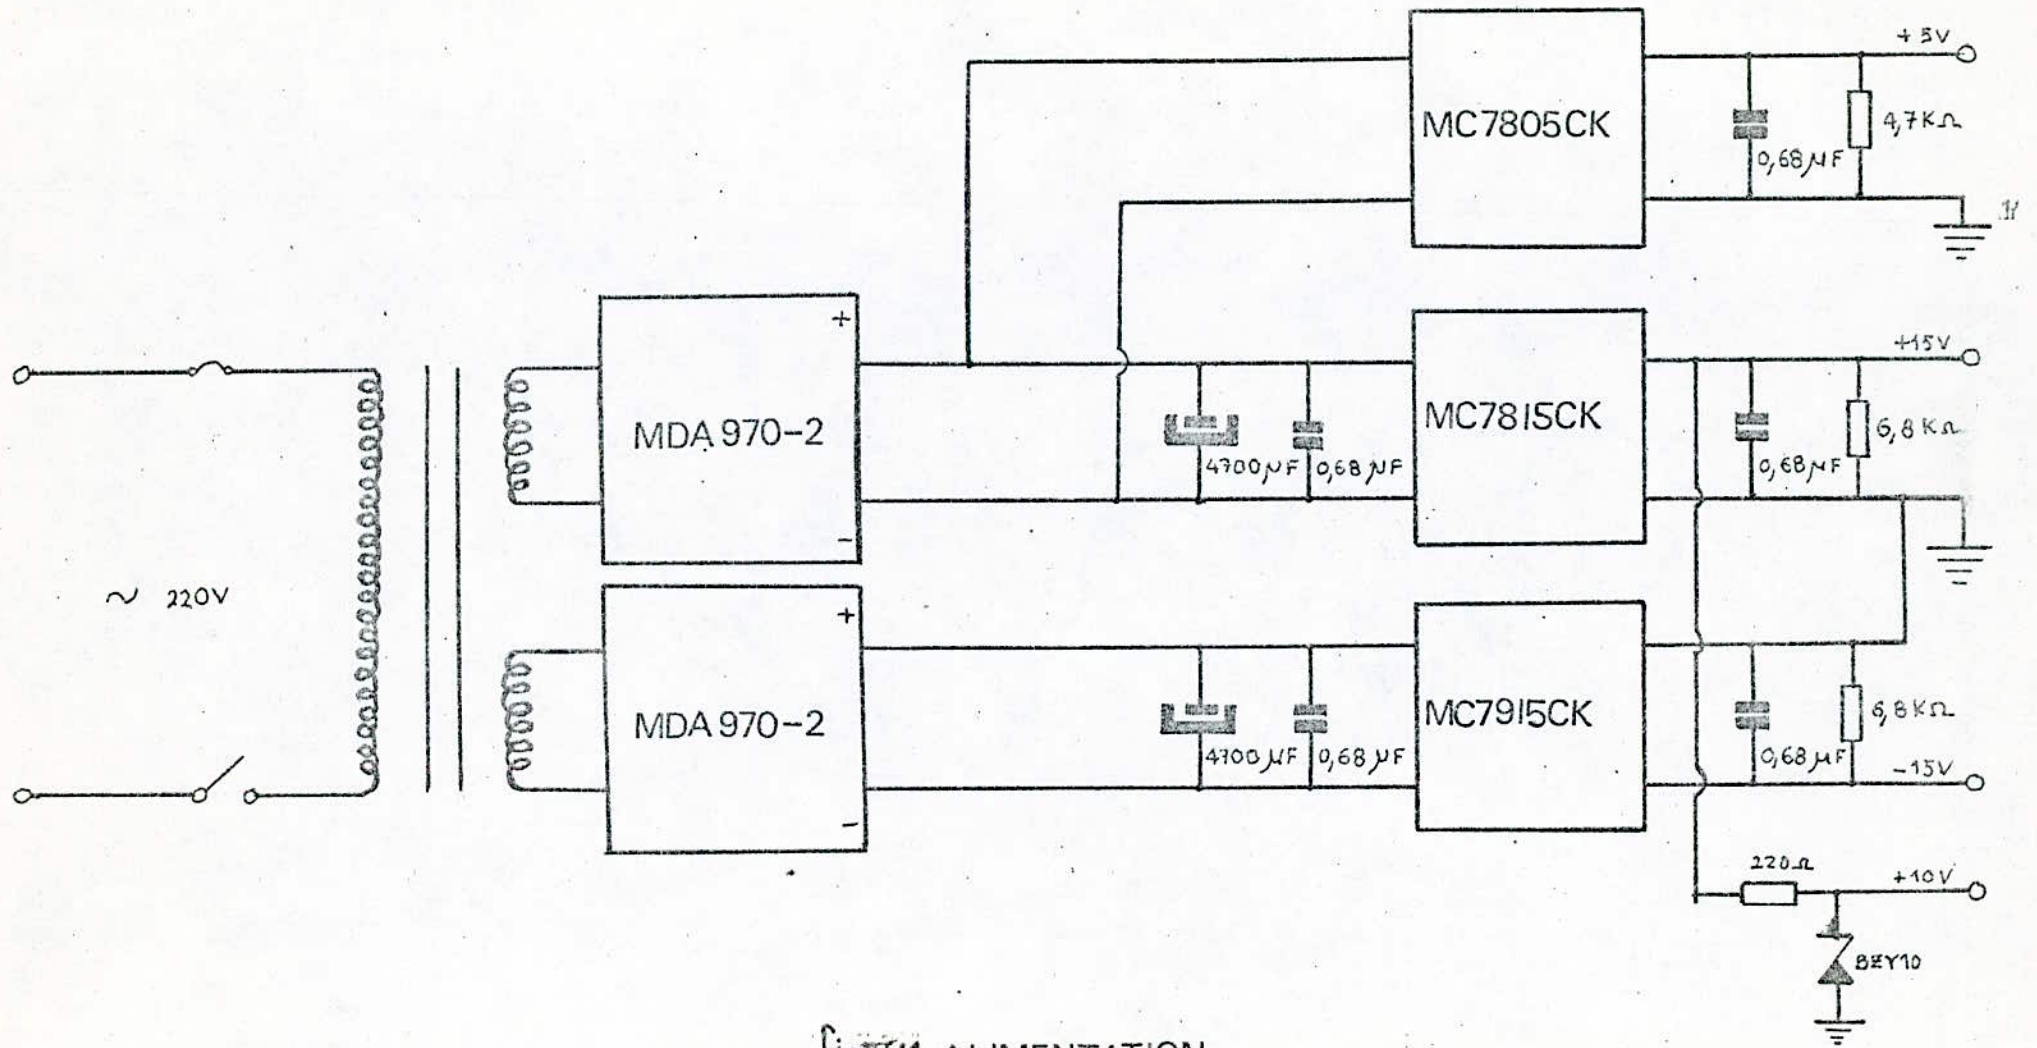 +5V
MC7805CK
4,7KΩ
0,68µF
+
+15V
MDA 970-2
MC7815CK
6,8KΩ
4700µF
0,68µF
0,68µF
-
~ 220V
+
MDA 970-2
MC7915CK
6,8KΩ
4700µF
0,68µF
0,68µF
-15V
-
220Ω
+10V
BZY10
ALIMENTATION